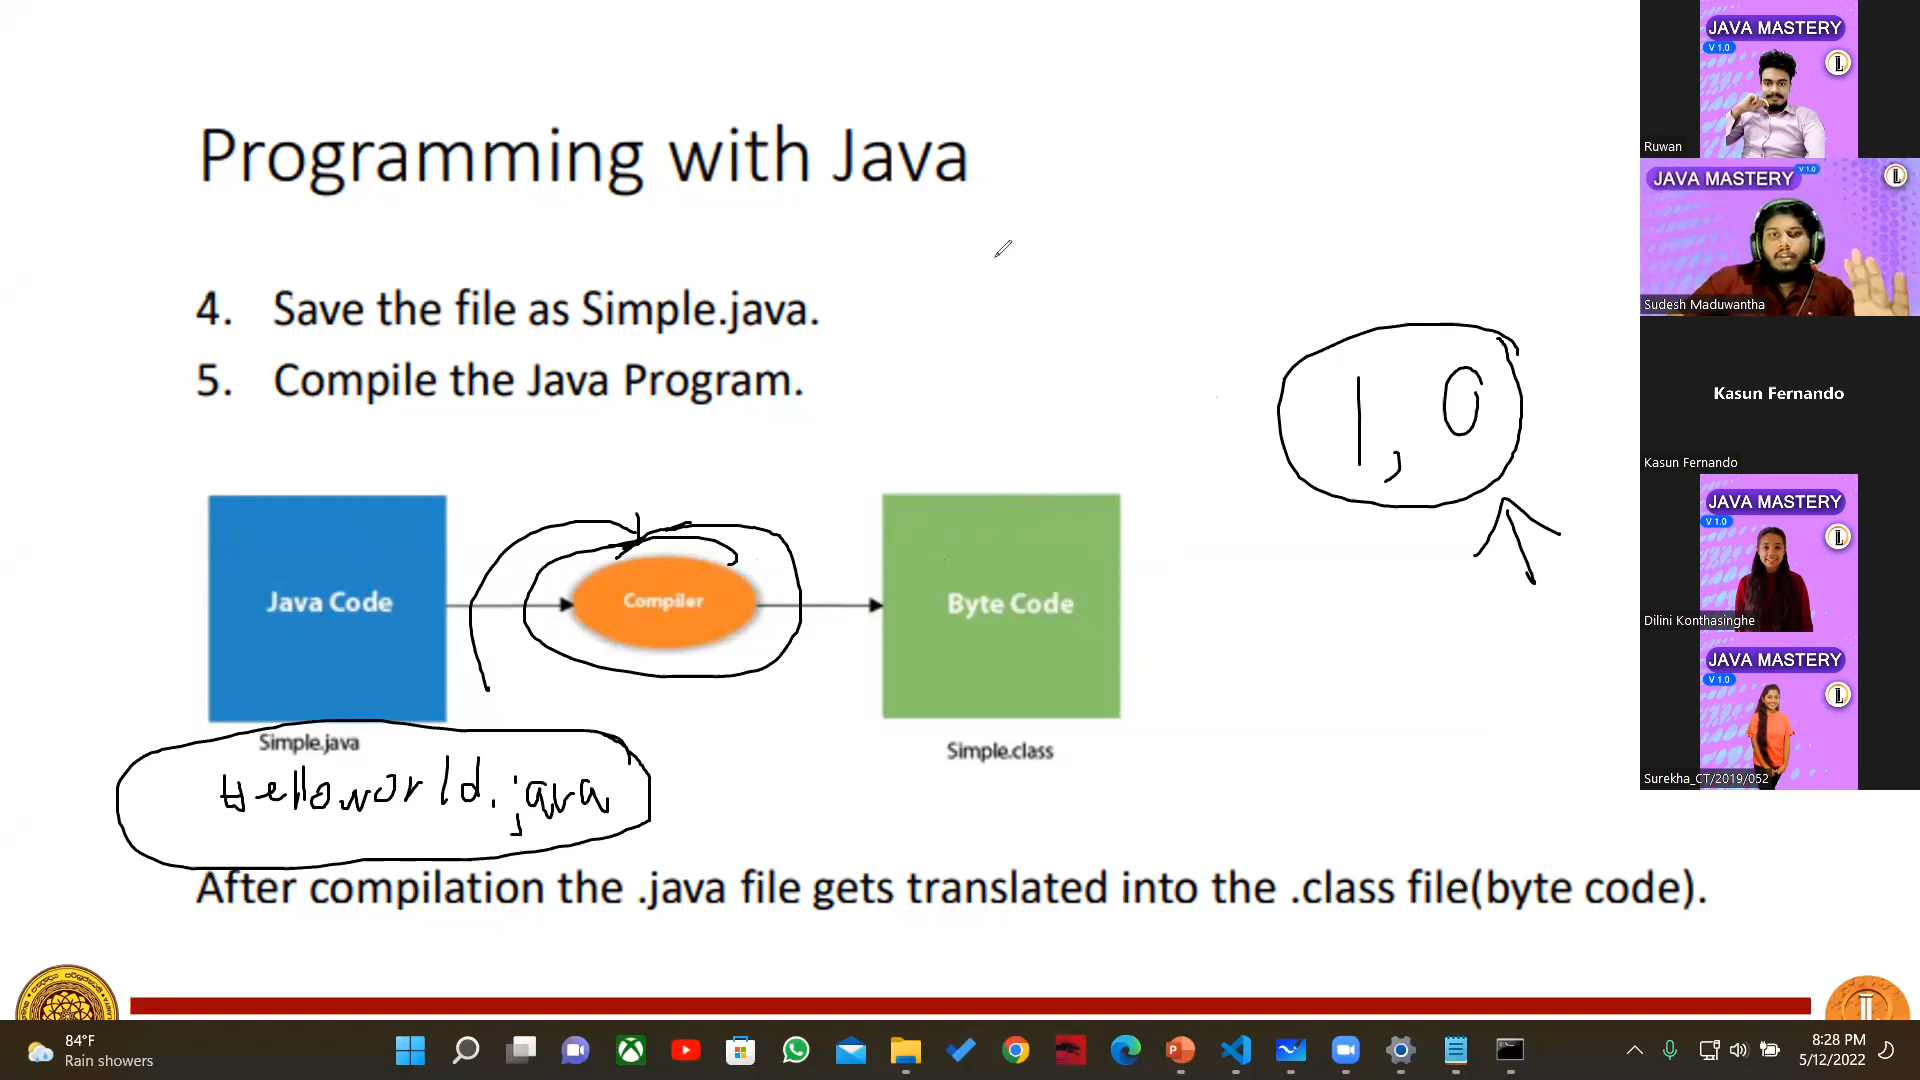 Programming with Java
4. Save the file as Simple.java.
5. Compile the Java Program.
1, 0
Java Code
Compiler
Byte Code
Simple.java
Simple.class
Helloworld.java
After compilation the .java file gets translated into the .class file(byte code).
JAVA MASTERY
V 1.0
Ruwan
JAVA MASTERY
V 1.0
Sudesh Maduwantha
Kasun Fernando
Kasun Fernando
JAVA MASTERY
V 1.0
Dilini Konthasinghe
JAVA MASTERY
V 1.0
Surekha_CT/2019/052
84°F
Rain showers
8:28 PM
5/12/2022